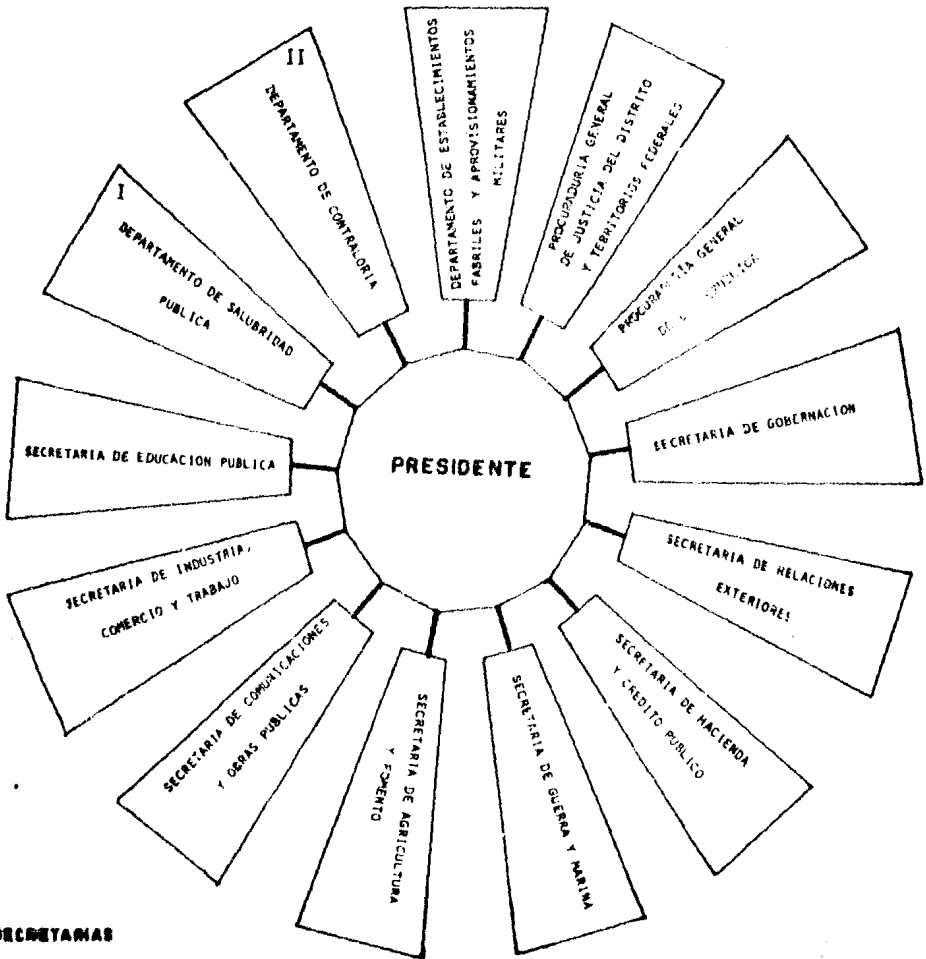 II
DEPARTAMENTO DE CONTRALORIA
DEPARTAMENTO DE ESTABLECIMIENTOS
FABRILES Y APROVISIONAMIENTOS
MILITARES
PROCURADURIA GENERAL
DE JUSTICIA DEL DISTRITO
Y TERRITORIOS FEDERALES
PROCURADURIA GENERAL
I
DEPARTAMENTO DE SALUBRIDAD
PUBLICA
SECRETARIA DE GOBERNACION
SECRETARIA DE EDUCACION PUBLICA
PRESIDENTE
SECRETARIA DE RELACIONES
EXTERIORES
SECRETARIA DE INDUSTRIA,
COMERCIO Y TRABAJO
SECRETARIA DE HACIENDA
Y CREDITO PUBLICO
SECRETARIA DE COMUNICACIONES
Y OBRAS PUBLICAS
SECRETARIA DE AGRICULTURA
Y FOMENTO
SECRETARIA DE GUERRA Y MARINA
SECRETARIAS